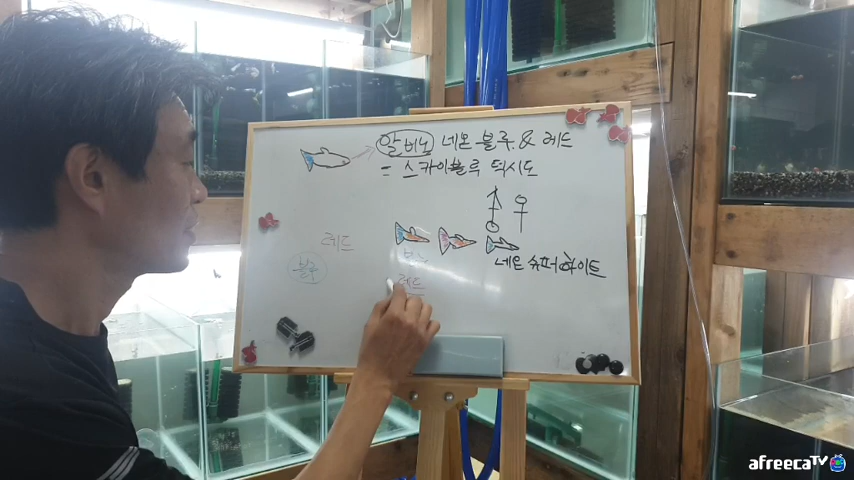 알비노 네온 블루 & 레드
= 스카이블루 턱시도
레드
블루
레드
네온 슈퍼화이트
afreecaTV